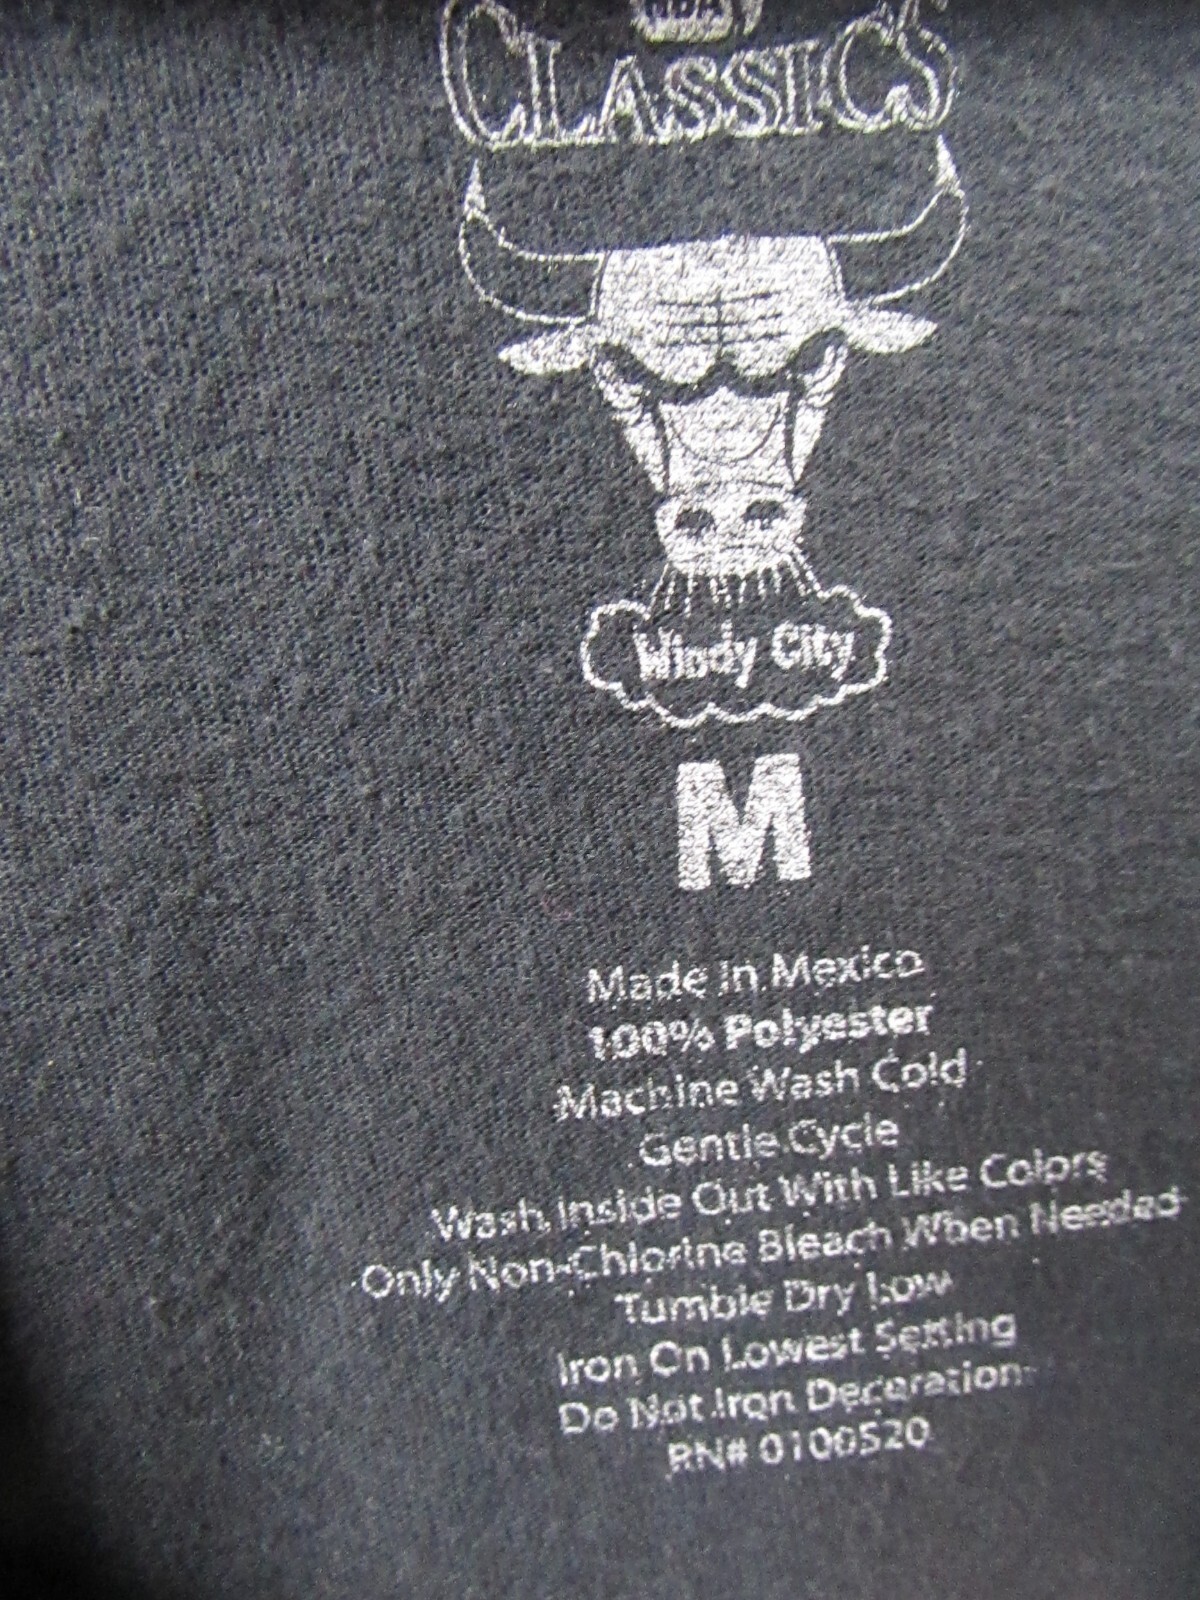 NBA
CLASSICS
Windy City
M
Made in Mexico
100% Polyester
Machine Wash Cold
Gentle Cycle
Wash Inside Out With Like Colors
Only Non-Chlorine Bleach When Needed
Tumble Dry Low
Iron On Lowest Setting
Do Not Iron Decoration
RN# 0100520